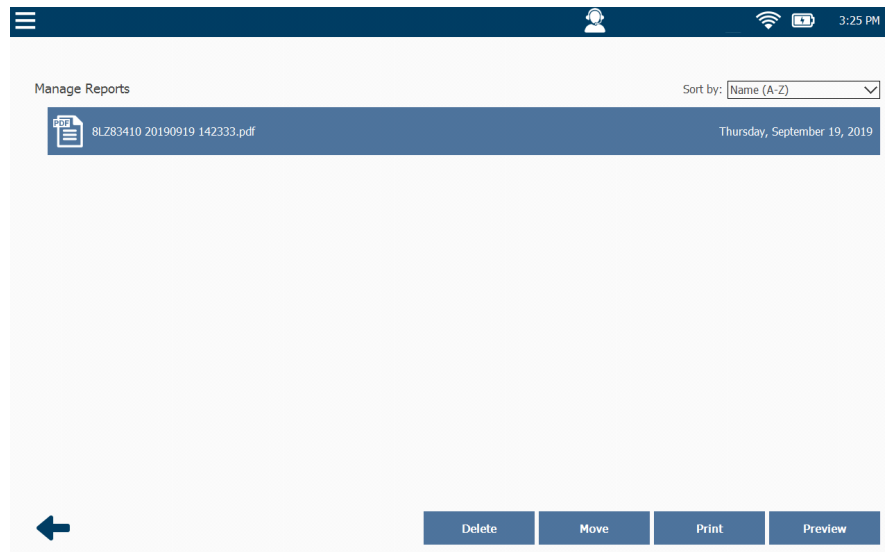 3:25 PM
Manage Reports
Sort by: Name (A-Z)
PDF
8LZ83410 20190919 142333.pdf
Thursday, September 19, 2019
Delete
Move
Print
Preview